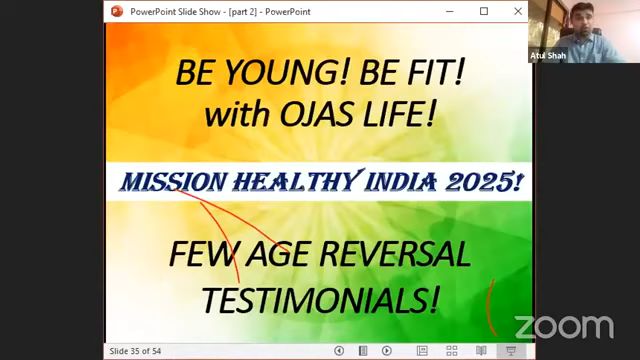 PowerPoint Slide Show - [part 2] - PowerPoint
Atul Shah
BE YOUNG! BE FIT!
with OJAS LIFE!
MISSION HEALTHY INDIA 2025!
FEW AGE REVERSAL
TESTIMONIALS!
zoom
Slide 35 of 54